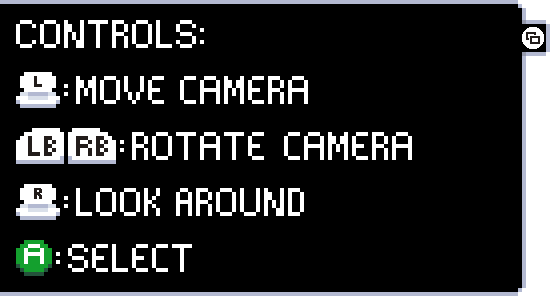 CONTROLS:
L:MOVE CAMERA
LB RB:ROTATE CAMERA
R:LOOK AROUND
A:SELECT